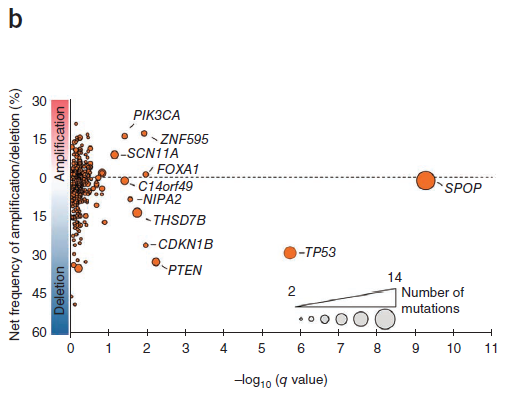 b
Net frequency of amplification/deletion (%)
Amplification
Deletion
30
15
0
15
30
45
60
PIK3CA
ZNF595
SCN11A
FOXA1
C14orf49
NIPA2
THSD7B
CDKN1B
PTEN
TP53
SPOP
2
14
Number of
mutations
0 1 2 3 4 5 6 7 8 9 10 11
–log10 (q value)